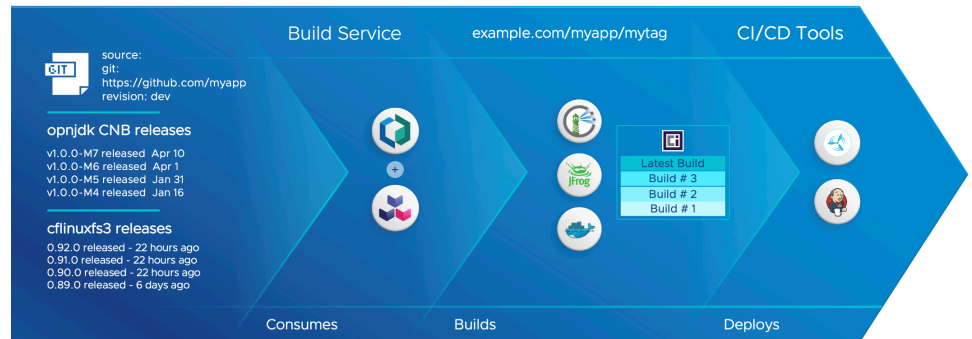 Build Service
example.com/myapp/mytag
CI/CD Tools
GIT
source:
git:
https://github.com/myapp
revision: dev
opnjdk CNB releases
v1.0.0-M7 released Apr 10
v1.0.0-M6 released Apr 1
v1.0.0-M5 released Jan 31
v1.0.0-M4 released Jan 16
cflinuxfs3 releases
0.92.0 released - 22 hours ago
0.91.0 released - 22 hours ago
0.90.0 released - 22 hours ago
0.89.0 released - 6 days ago
JFrog
Ci
Latest Build
Build # 3
Build # 2
Build # 1
Consumes
Builds
Deploys